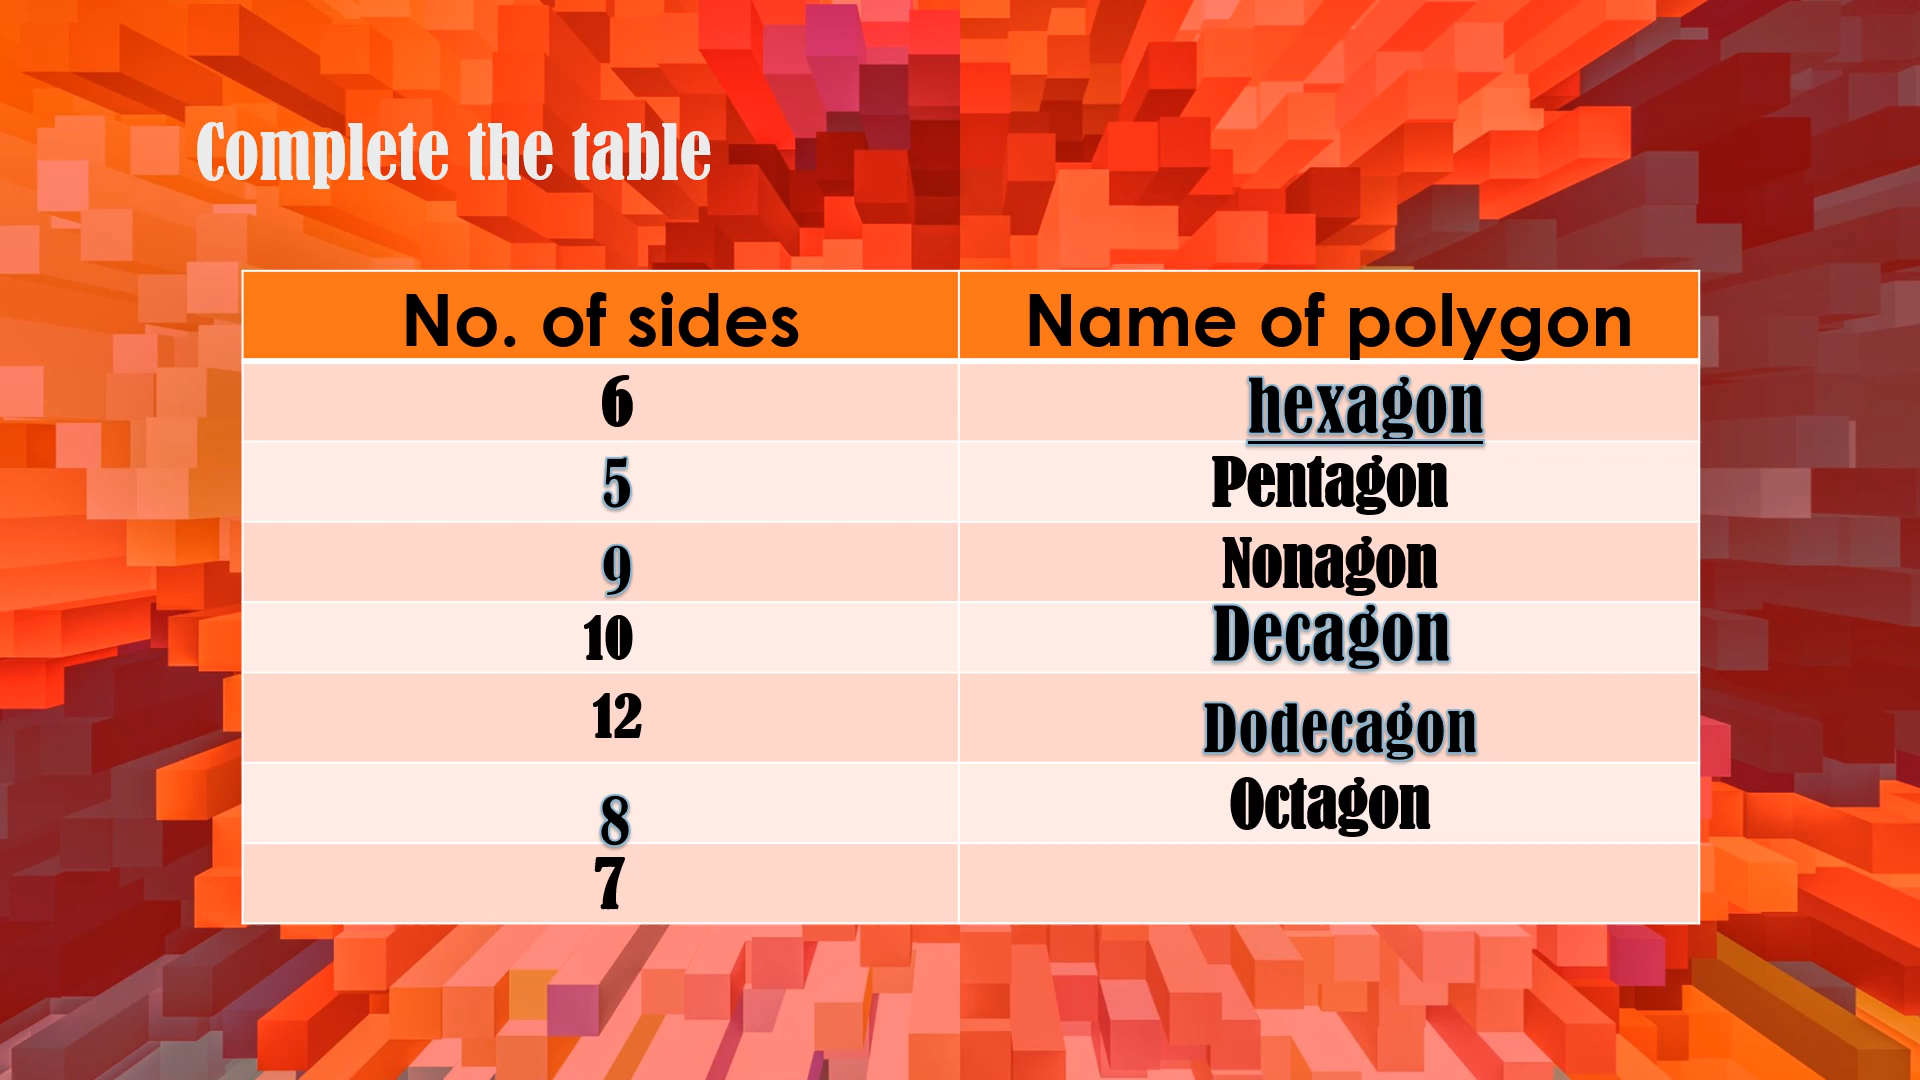 Complete the table
No. of sides Name of polygon
6 hexagon
5 Pentagon
9 Nonagon
10 Decagon
12 Dodecagon
8 Octagon
7